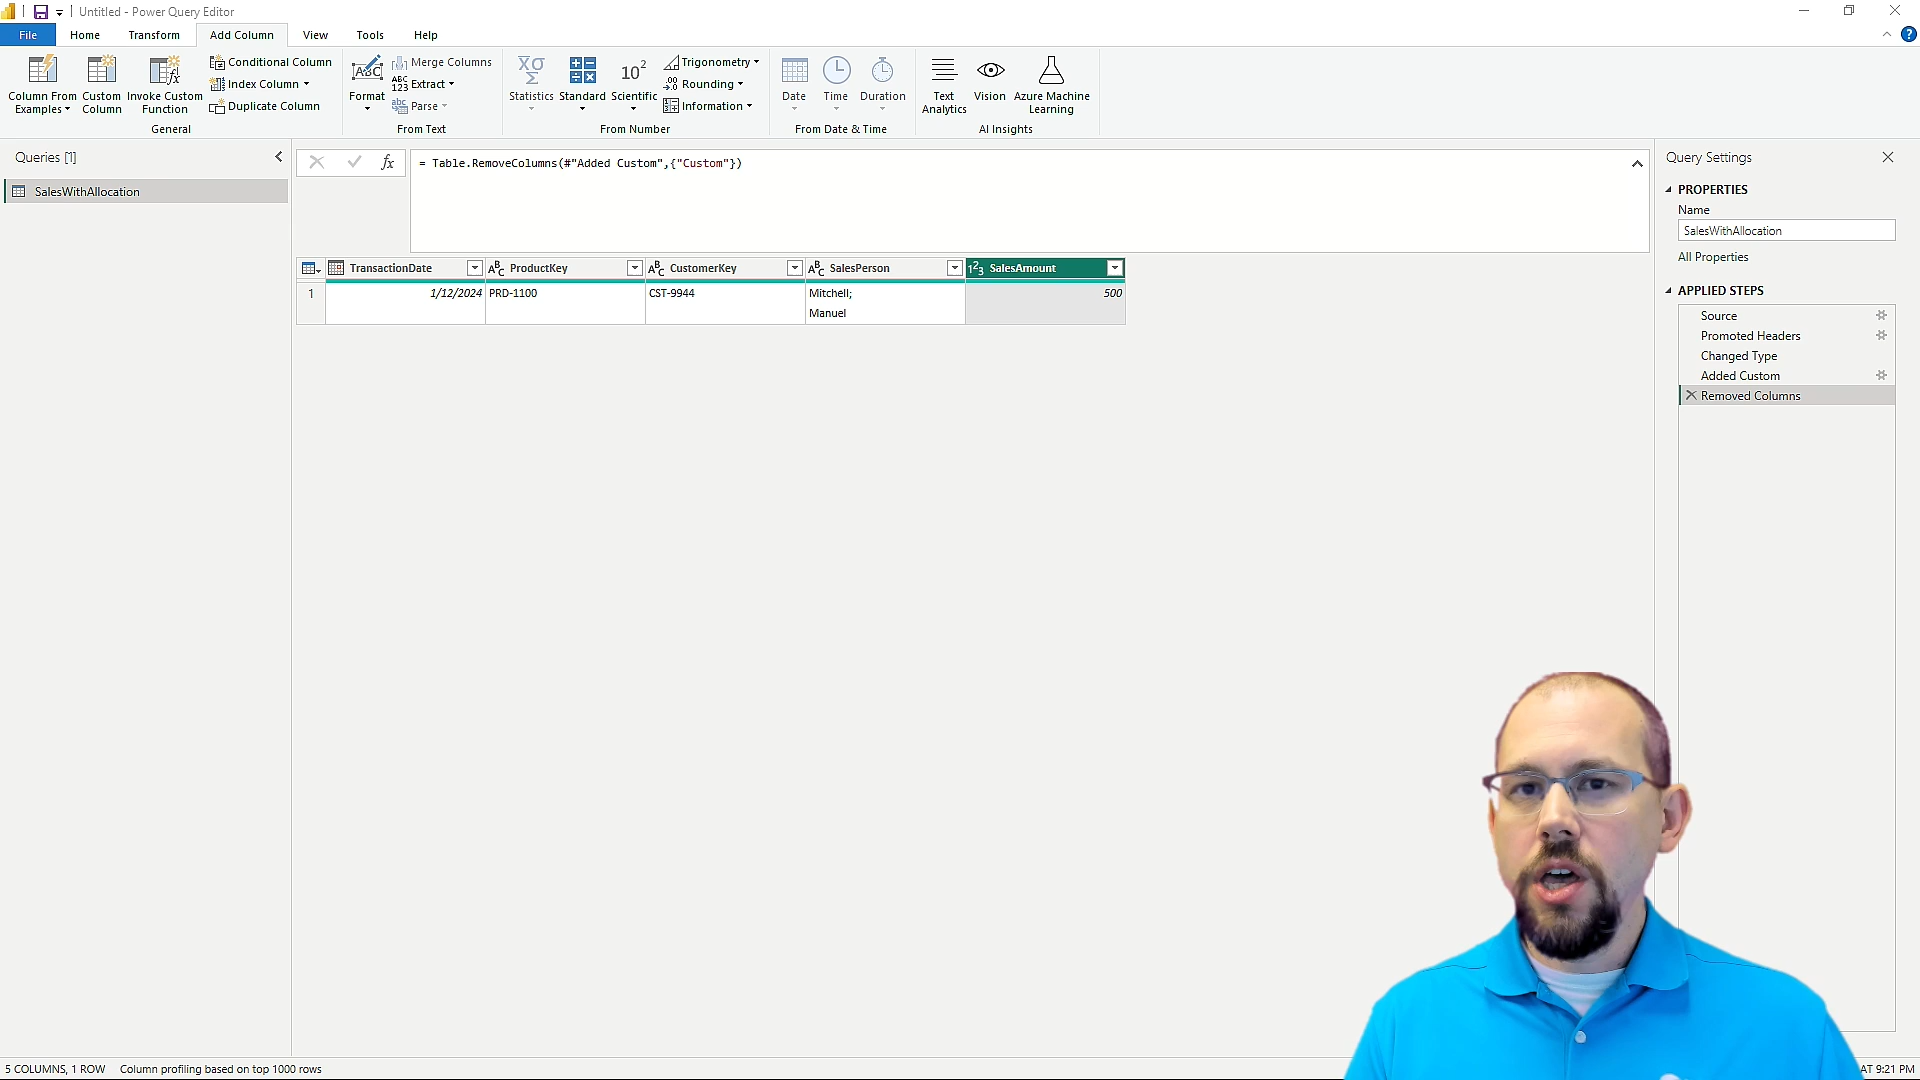 Untitled - Power Query Editor
File Home Transform Add Column View Tools Help
Column From Examples
Custom Column
Invoke Custom Function
Conditional Column
Index Column
Duplicate Column
General
Format
Merge Columns
Extract
Parse
From Text
Statistics
Standard
Scientific
Trigonometry
Rounding
Information
From Number
Date
Time
Duration
From Date & Time
Text Analytics
Vision
Azure Machine Learning
AI Insights
Queries [1]
SalesWithAllocation
= Table.RemoveColumns(#"Added Custom",{"Custom"})
TransactionDate ProductKey CustomerKey SalesPerson SalesAmount
1 1/12/2024 PRD-1100 CST-9944 Mitchell; 500
Manuel
Query Settings
PROPERTIES
Name
SalesWithAllocation
All Properties
APPLIED STEPS
Source
Promoted Headers
Changed Type
Added Custom
Removed Columns
5 COLUMNS, 1 ROW Column profiling based on top 1000 rows
AT 9:21 PM